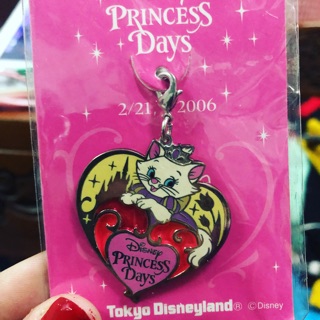 PRINCESS
Days
2/21 2006
Disney
PRINCESS
Days
Tokyo Disneyland® © Disney